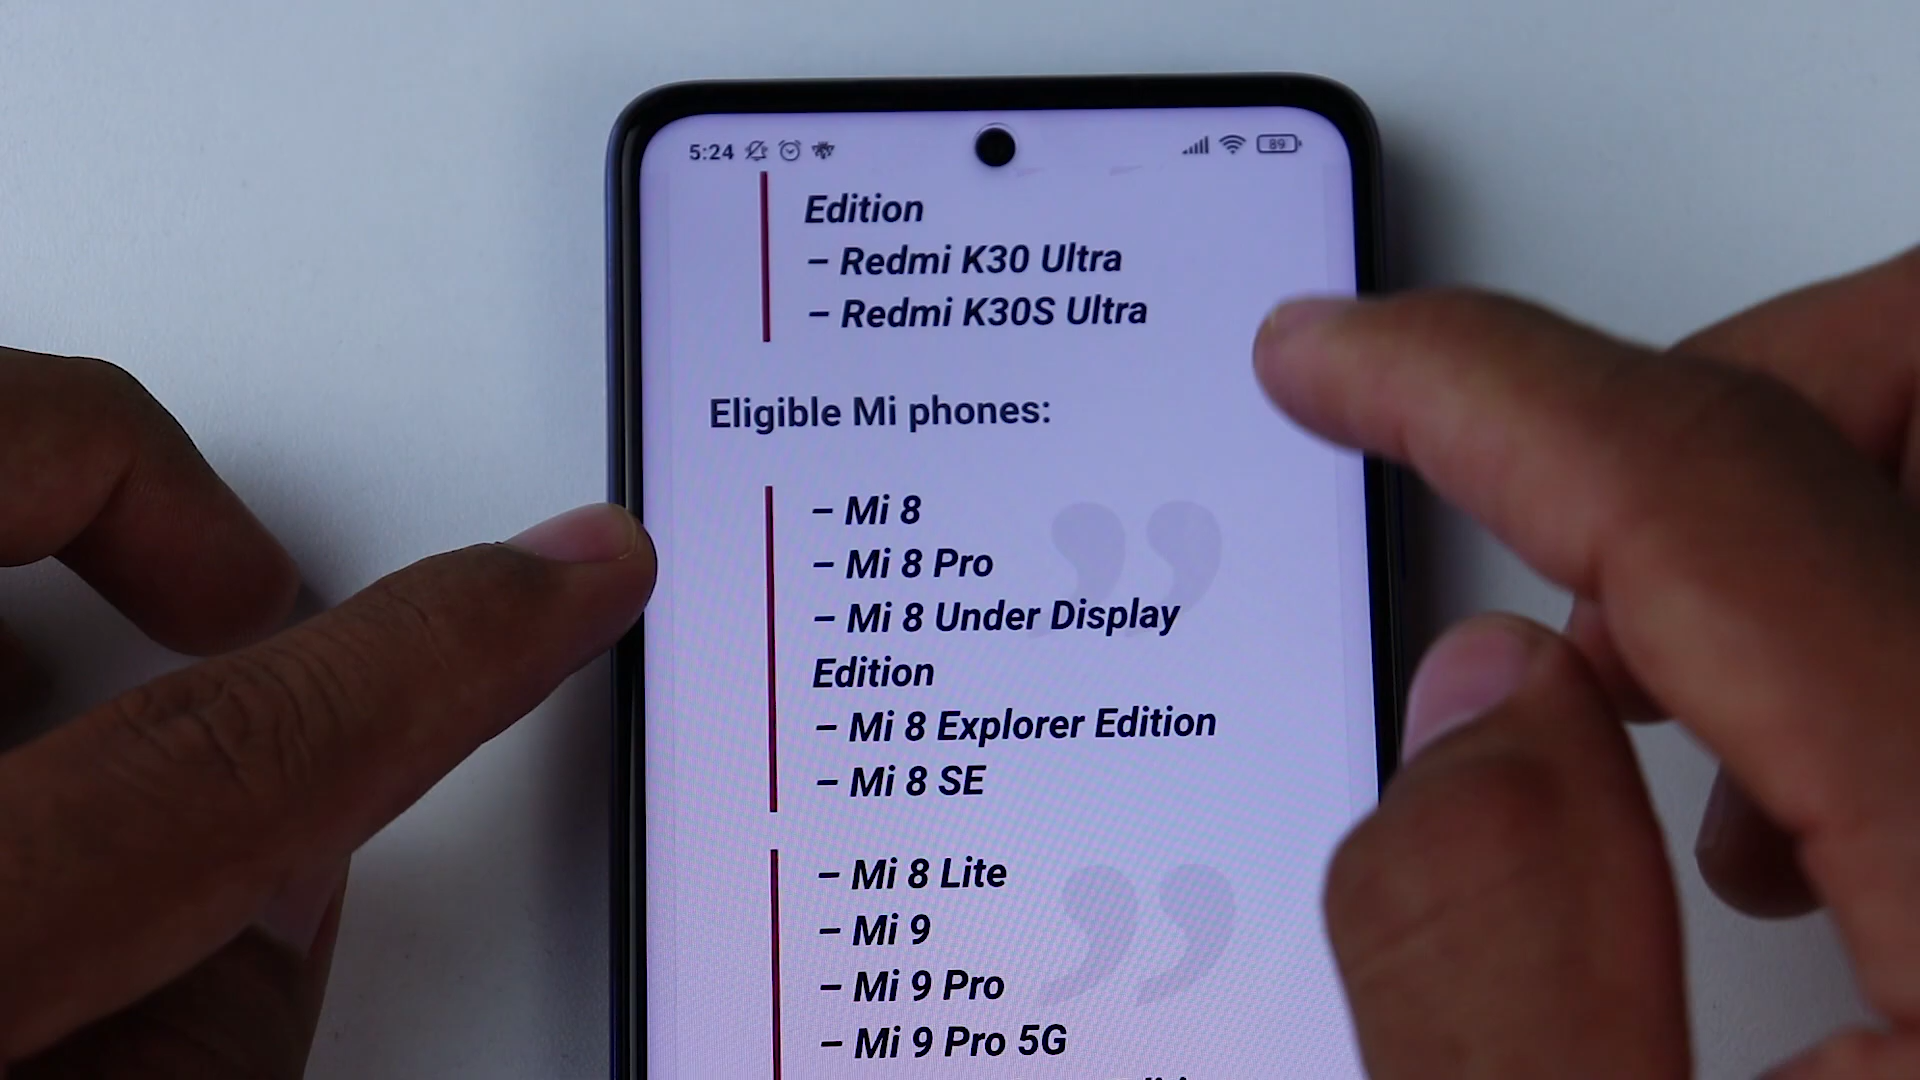 5:24
89
Edition
– Redmi K30 Ultra
– Redmi K30S Ultra
Eligible Mi phones:
– Mi 8
– Mi 8 Pro
– Mi 8 Under Display
Edition
– Mi 8 Explorer Edition
– Mi 8 SE
– Mi 8 Lite
– Mi 9
– Mi 9 Pro
– Mi 9 Pro 5G